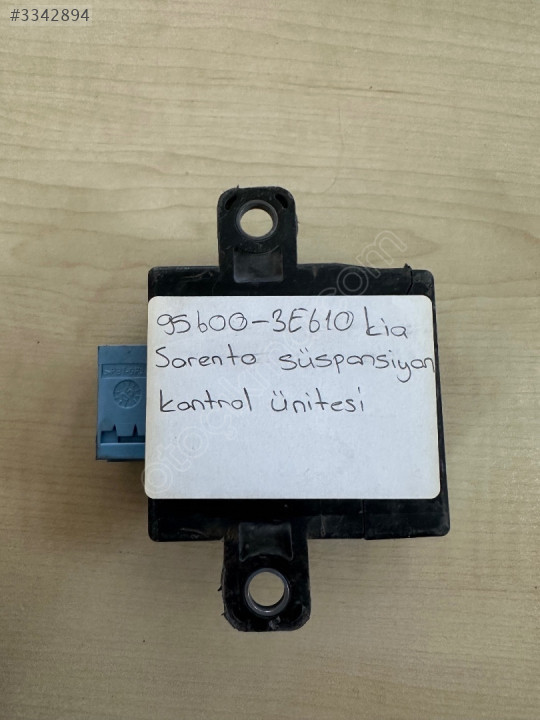 #3342894
95600-3E610 kia
Sorento süspansiyon
kontrol ünitesi